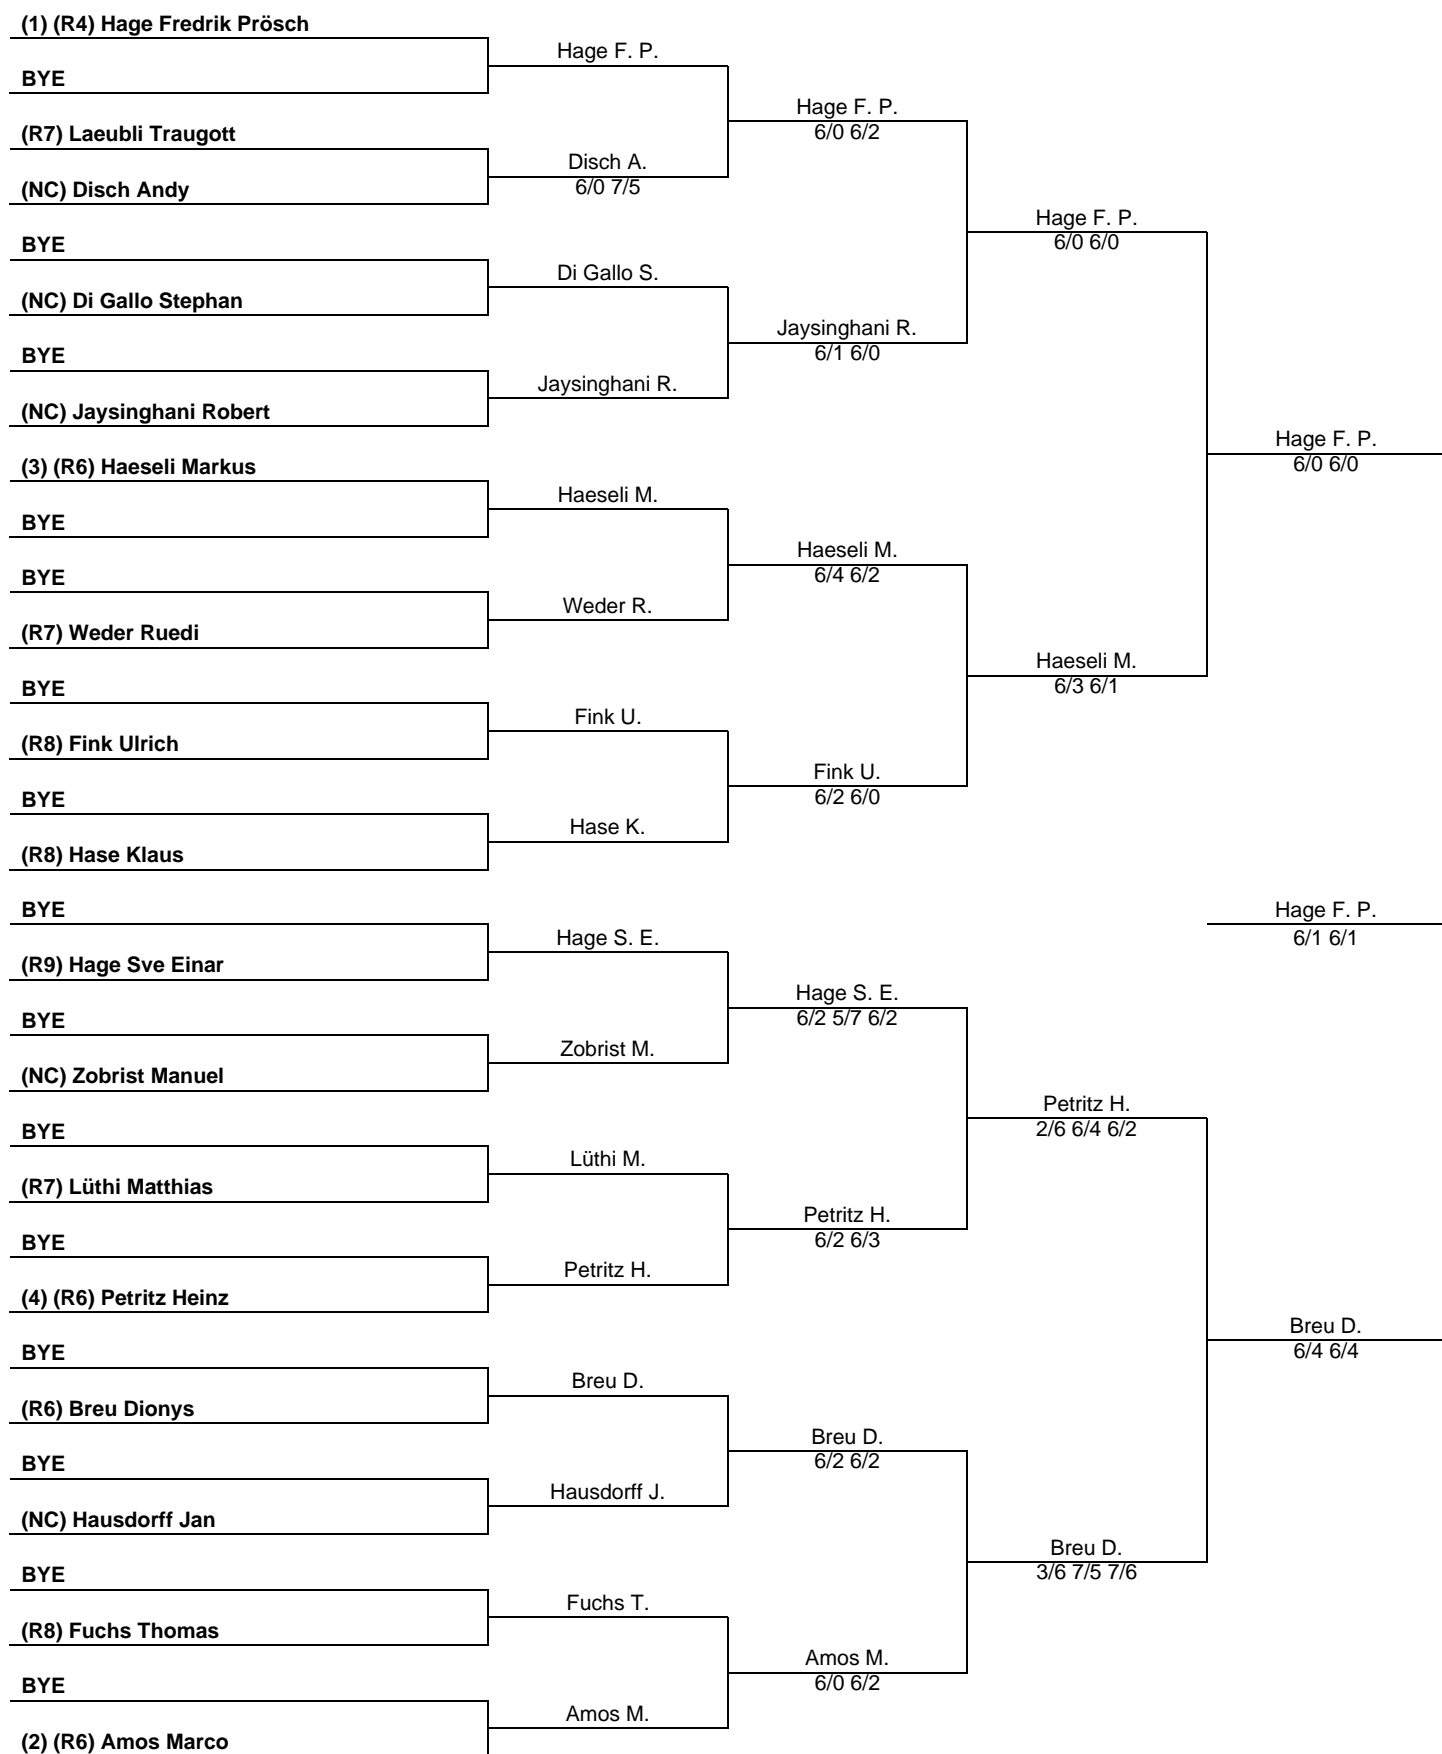 (1) (R4) Hage Fredrik Prösch
BYE
(R7) Laeubli Traugott
(NC) Disch Andy
BYE
(NC) Di Gallo Stephan
BYE
(NC) Jaysinghani Robert
(3) (R6) Haeseli Markus
BYE
BYE
(R7) Weder Ruedi
BYE
(R8) Fink Ulrich
BYE
(R8) Hase Klaus
BYE
(R9) Hage Sve Einar
BYE
(NC) Zobrist Manuel
BYE
(R7) Lüthi Matthias
BYE
(4) (R6) Petritz Heinz
BYE
(R6) Breu Dionys
BYE
(NC) Hausdorff Jan
BYE
(R8) Fuchs Thomas
BYE
(2) (R6) Amos Marco
Hage F. P.
Disch A.
6/0 7/5
Di Gallo S.
Jaysinghani R.
Haeseli M.
Weder R.
Fink U.
Hase K.
Hage S. E.
Zobrist M.
Lüthi M.
Petritz H.
Breu D.
Hausdorff J.
Fuchs T.
Amos M.
Hage F. P.
6/0 6/2
Jaysinghani R.
6/1 6/0
Haeseli M.
6/4 6/2
Fink U.
6/2 6/0
Hage S. E.
6/2 5/7 6/2
Petritz H.
6/2 6/3
Breu D.
6/2 6/2
Amos M.
6/0 6/2
Hage F. P.
6/0 6/0
Haeseli M.
6/3 6/1
Petritz H.
2/6 6/4 6/2
Breu D.
3/6 7/5 7/6
Hage F. P.
6/0 6/0
Hage F. P.
6/1 6/1
Breu D.
6/4 6/4